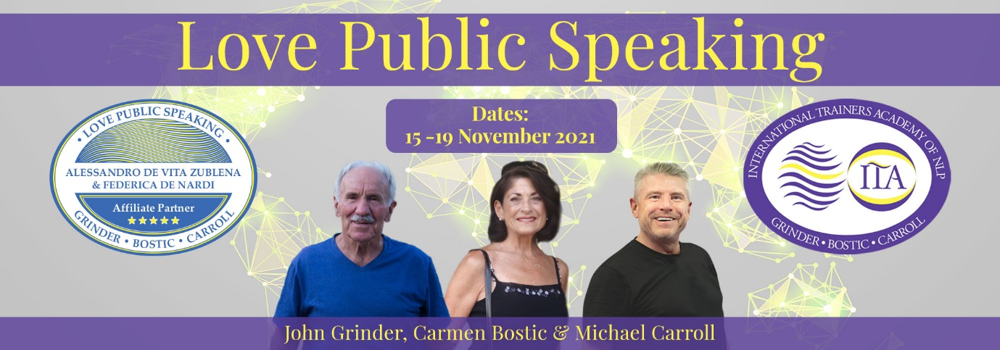 Love Public Speaking
Dates:
15 -19 November 2021
• LOVE PUBLIC SPEAKING •
ALESSANDRO DE VITA ZUBLENA
& FEDERICA DE NARDI
Affiliate Partner
GRINDER • BOSTIC • CARROLL
INTERNATIONAL TRAINERS ACADEMY OF NLP
ITA
GRINDER • BOSTIC • CARROLL
John Grinder, Carmen Bostic & Michael Carroll